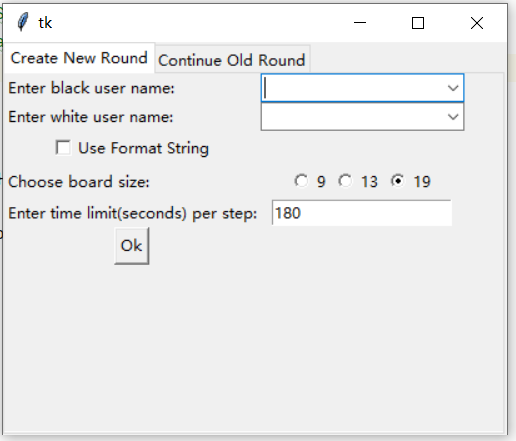 tk
Create New Round Continue Old Round
Enter black user name:
Enter white user name:
Use Format String
Choose board size: 9 13 19
Enter time limit(seconds) per step: 180
Ok